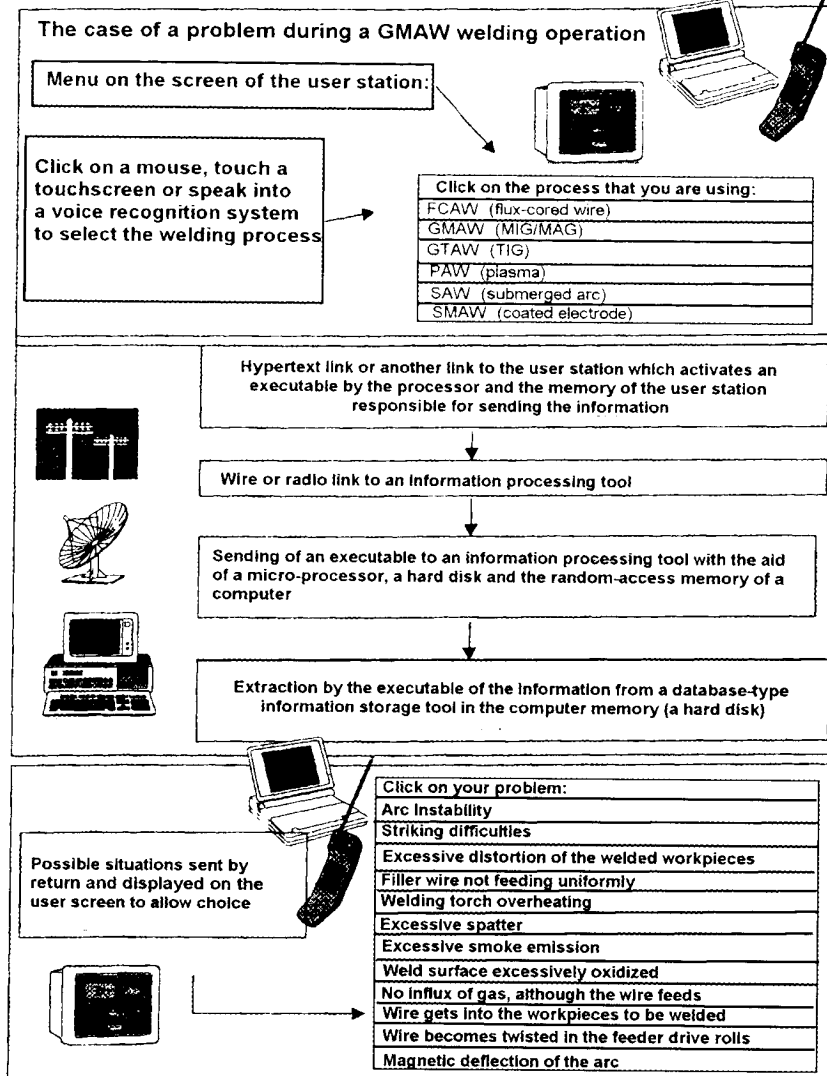 The case of a problem during a GMAW welding operation
Menu on the screen of the user station:
Click on a mouse, touch a
touchscreen or speak into
a voice recognition system
to select the welding process
Click on the process that you are using:
FCAW (flux-cored wire)
GMAW (MIG/MAG)
GTAW (TIG)
PAW (plasma)
SAW (submerged arc)
SMAW (coated electrode)
Hypertext link or another link to the user station which activates an
executable by the processor and the memory of the user station
responsible for sending the information
Wire or radio link to an information processing tool
Sending of an executable to an information processing tool with the aid
of a micro-processor, a hard disk and the random-access memory of a
computer
Extraction by the executable of the information from a database-type
information storage tool in the computer memory (a hard disk)
Possible situations sent by
return and displayed on the
user screen to allow choice
Click on your problem:
Arc Instability
Striking difficulties
Excessive distortion of the welded workpieces
Filler wire not feeding uniformly
Welding torch overheating
Excessive spatter
Excessive smoke emission
Weld surface excessively oxidized
No influx of gas, although the wire feeds
Wire gets into the workpieces to be welded
Wire becomes twisted in the feeder drive rolls
Magnetic deflection of the arc